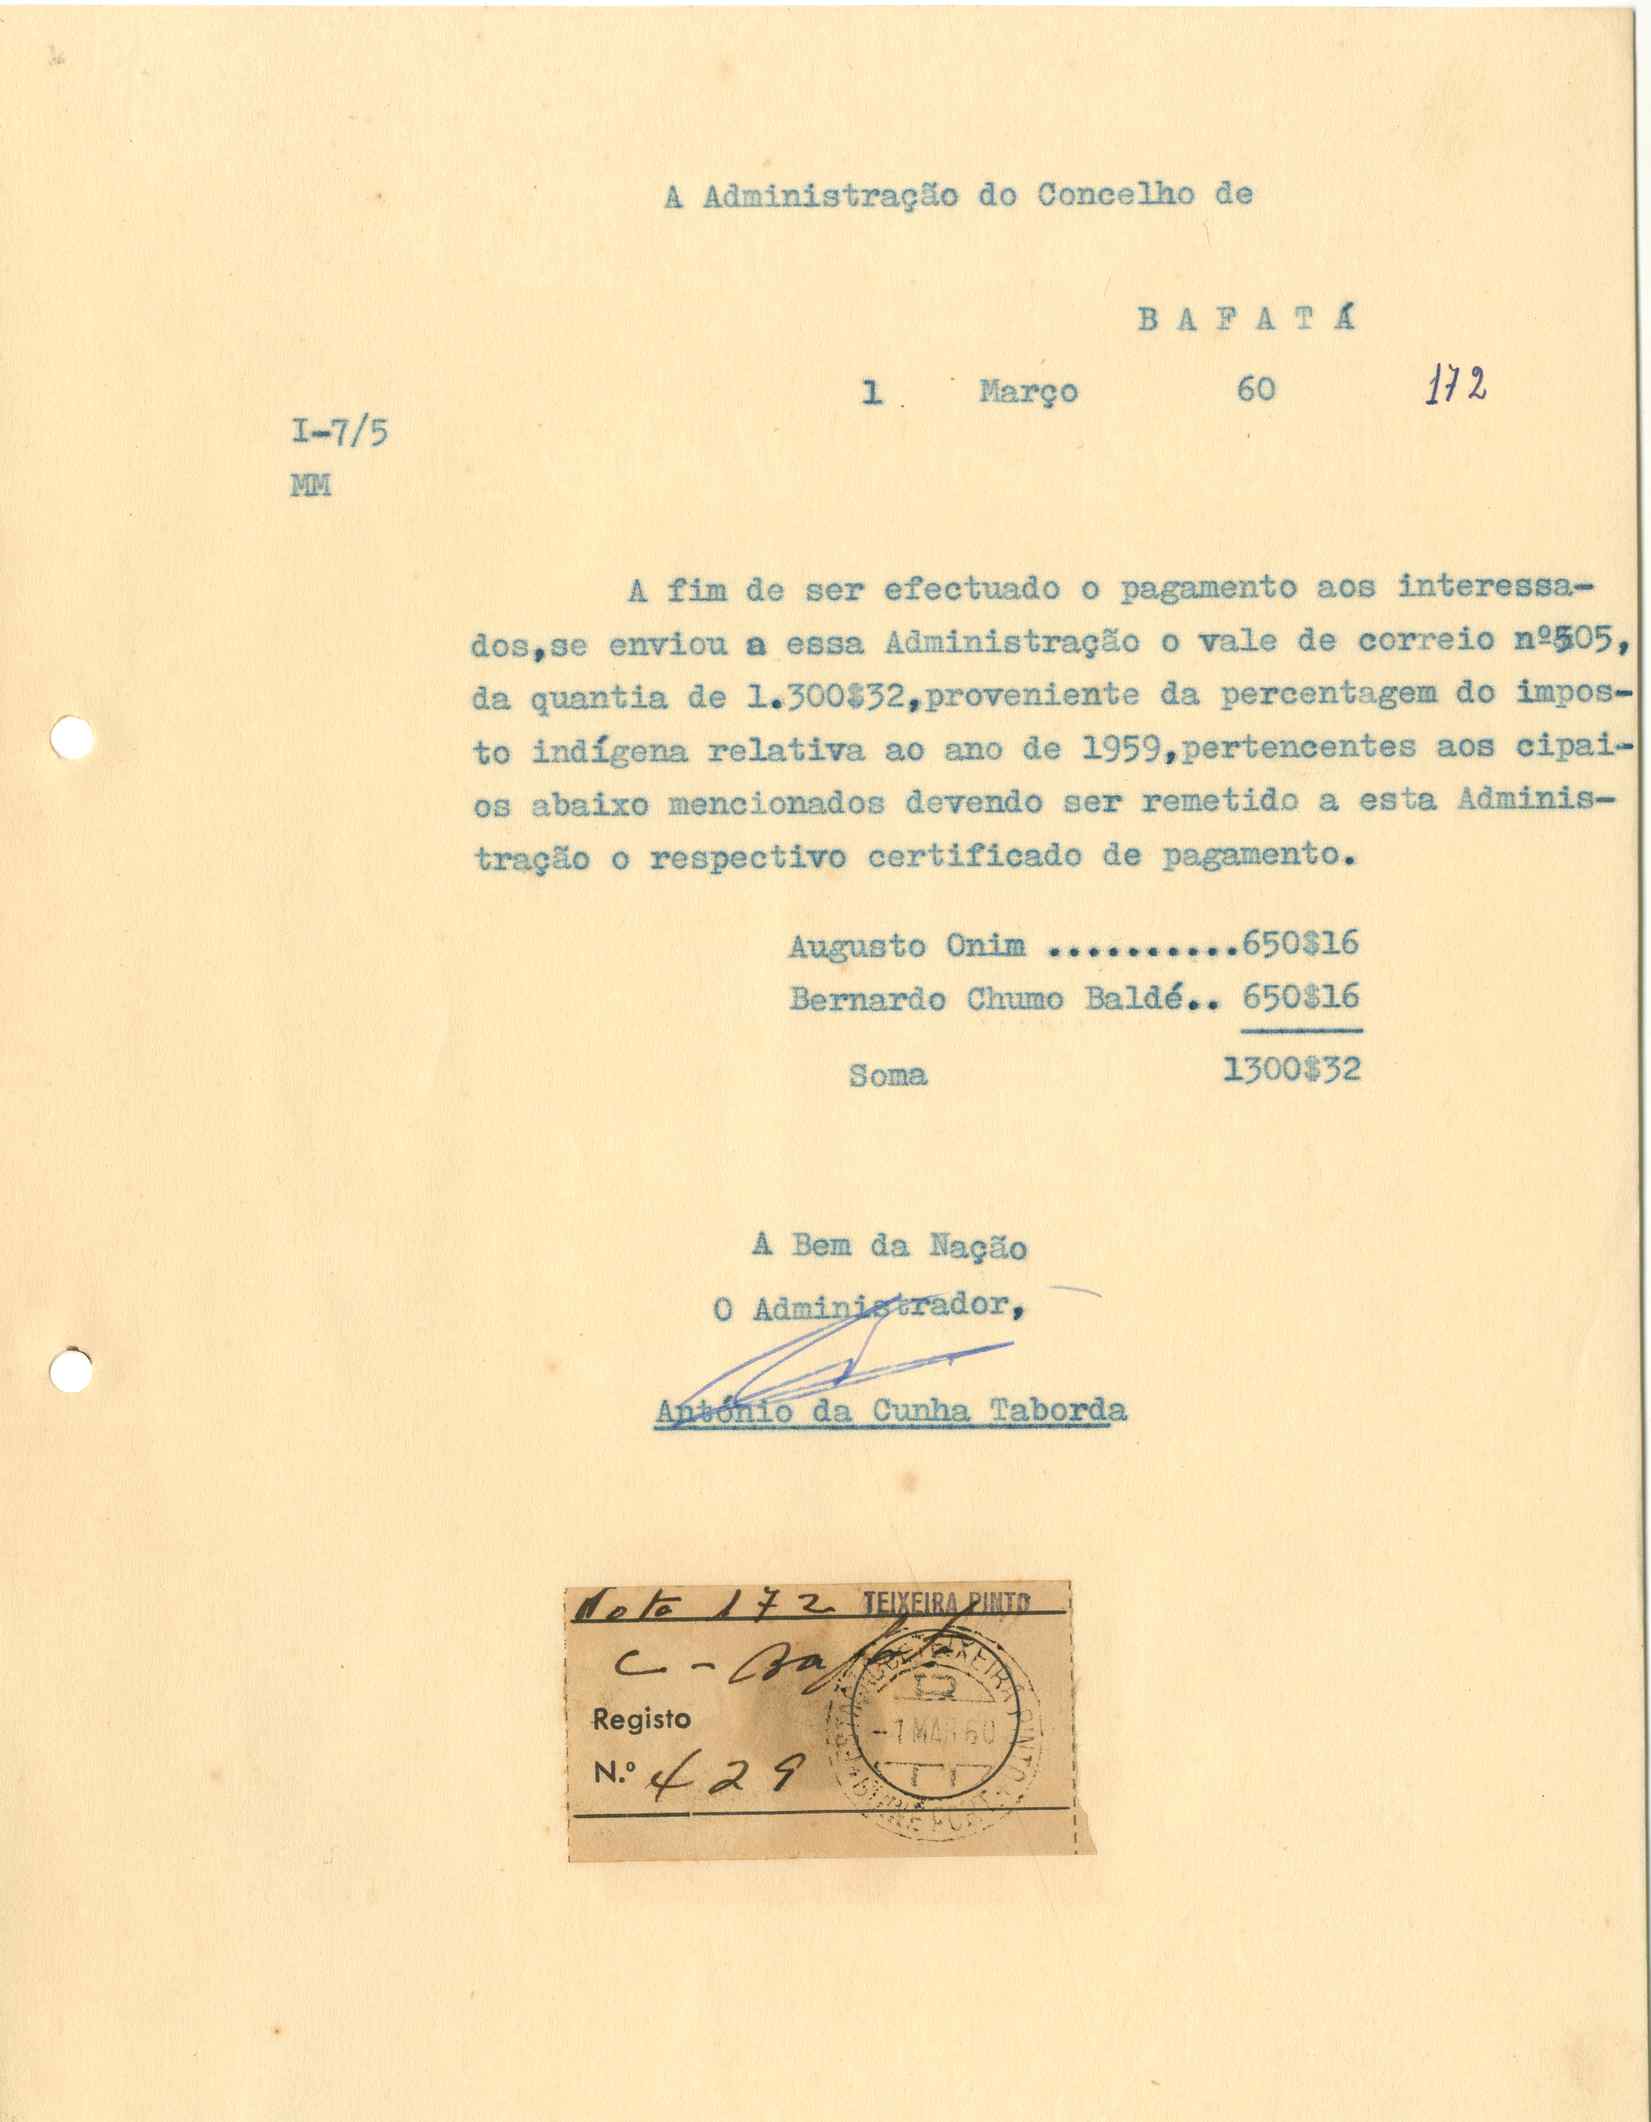 A Administração do Concelho de
B A F A T Á
1 Março 60 172
I-7/5
MM
A fim de ser efectuado o pagamento aos interessa-
dos,se enviou a essa Administração o vale de correio nº505,
da quantia de 1.300$32,proveniente da percentagem do impos-
to indígena relativa ao ano de 1959,pertencentes aos cipai-
os abaixo mencionados devendo ser remetido a esta Adminis-
tração o respectivo certificado de pagamento.
Augusto Onim ..........650$16
Bernardo Chumo Baldé.. 650$16
Soma 1300$32
A Bem da Nação
O Administrador,
António da Cunha Taborda
Nota 172 TEIXEIRA PINTO
C - Bafatá
TEIXEIRA PINTO
Registo
-1 MAR 60
N.º 429